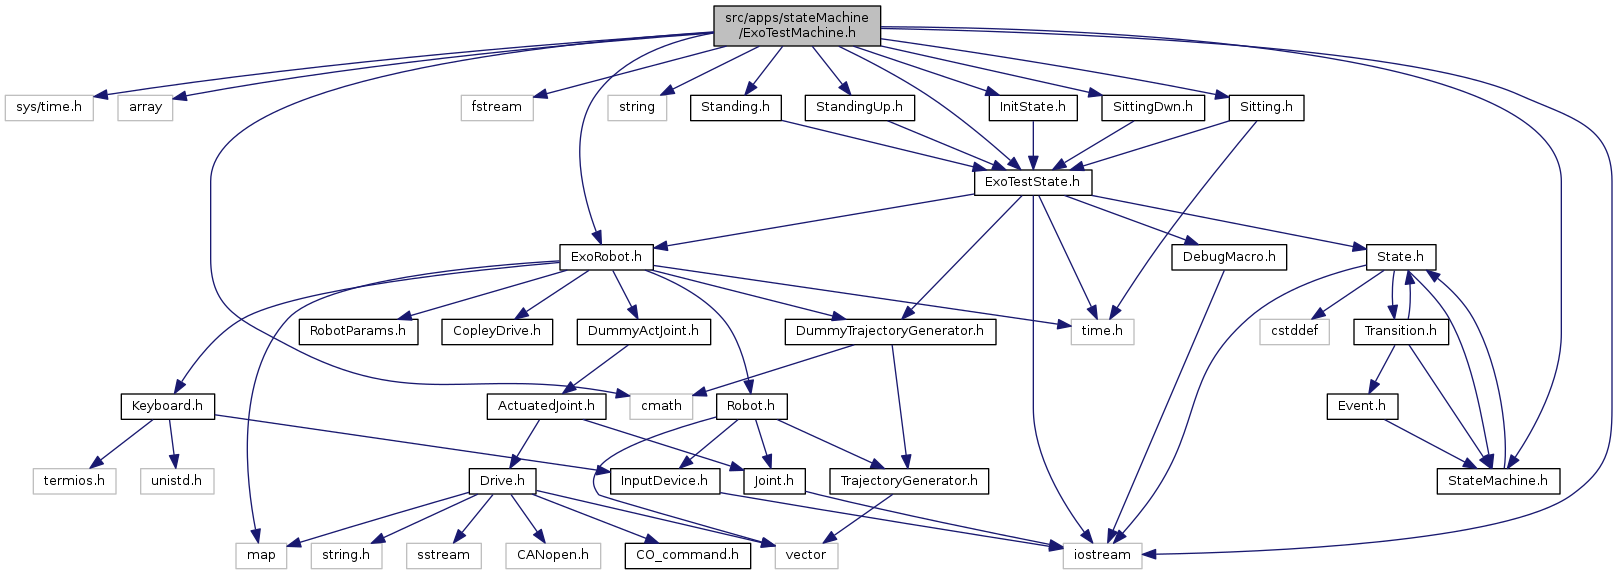 src/apps/stateMachine
/ExoTestMachine.h
sys/time.h
array
fstream
string
Standing.h
StandingUp.h
InitState.h
SittingDwn.h
Sitting.h
ExoTestState.h
ExoRobot.h
DebugMacro.h
State.h
RobotParams.h
CopleyDrive.h
DummyActJoint.h
DummyTrajectoryGenerator.h
time.h
cstddef
Transition.h
Keyboard.h
ActuatedJoint.h
cmath
Robot.h
Event.h
termios.h
unistd.h
Drive.h
InputDevice.h
Joint.h
TrajectoryGenerator.h
StateMachine.h
map
string.h
sstream
CANopen.h
CO_command.h
vector
iostream